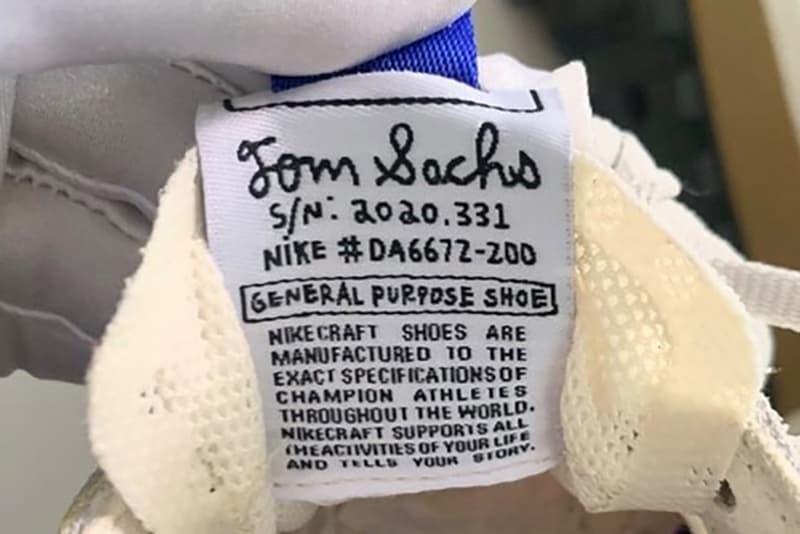 Tom Sachs
S/N: 2020.331
NIKE #DA6672-200
GENERAL PURPOSE SHOE
NIKECRAFT SHOES ARE
MANUFACTURED TO THE
EXACT SPECIFICATIONS OF
CHAMPION ATHLETES
THROUGHOUT THE WORLD.
NIKECRAFT SUPPORTS ALL
THE ACTIVITIES OF YOUR LIFE
AND TELLS YOUR STORY.